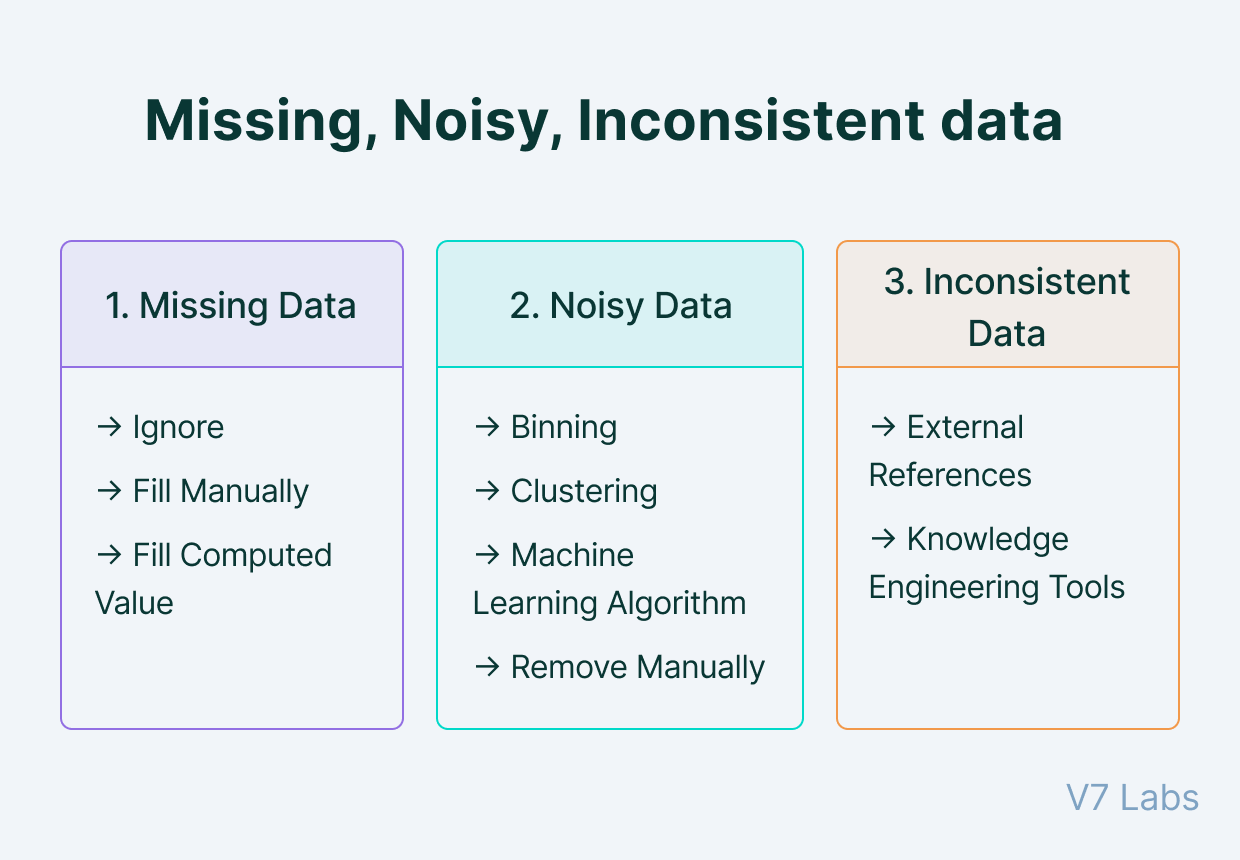 Missing, Noisy, Inconsistent data
1. Missing Data
→ Ignore
→ Fill Manually
→ Fill Computed
Value
2. Noisy Data
→ Binning
→ Clustering
→ Machine
Learning Algorithm
→ Remove Manually
3. Inconsistent
Data
→ External
References
→ Knowledge
Engineering Tools
V7 Labs